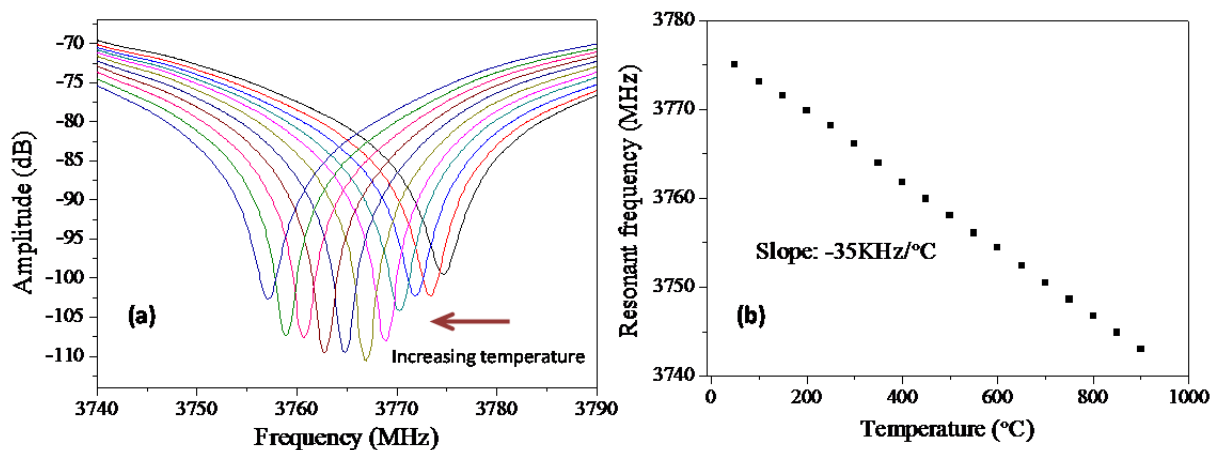 -70
-75
-80
-85
-90
-95
-100
-105
-110
Amplitude (dB)
(a)
Increasing temperature
3740 3750 3760 3770 3780 3790
Frequency (MHz)
3780
3770
3760
3750
3740
Resonant frequency (MHz)
Slope: -35KHz/°C
(b)
0 200 400 600 800 1000
Temperature (°C)